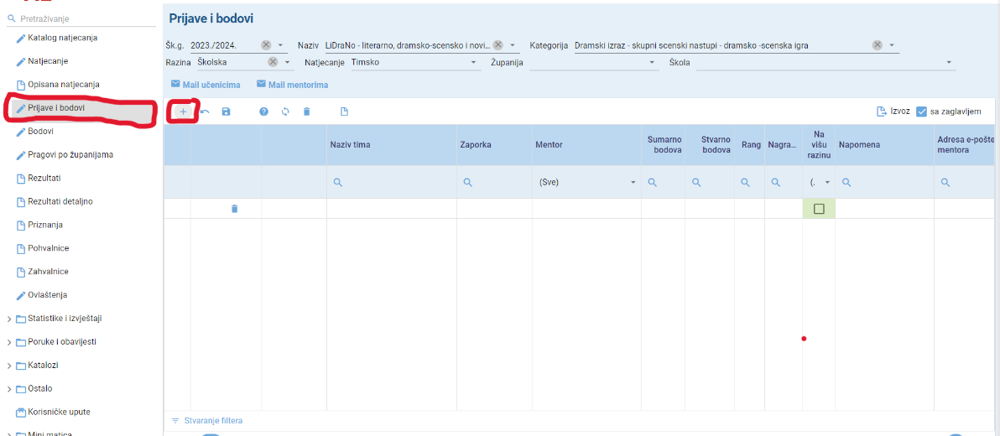 Prijave i bodovi
Pretraživanje
Katalog natjecanja
Natjecanje
Opisana natjecanja
Prijave i bodovi
Bodovi
Pragovi po županijama
Rezultati
Rezultati detaljno
Priznanja
Pohvalnice
Zahvalnice
Ovlaštenja
Statistike i izvještaji
Poruke i obavijesti
Katalozi
Ostalo
Korisničke upute
Mini matica
Šk.g. 2023./2024. Naziv LiDraNo - literarno, dramsko-scensko i novi... Kategorija Dramski izraz - skupni scenski nastupi - dramsko -scenska igra
Razina Školska Natjecanje Timsko Županija Škola
Mail učenicima Mail mentorima
Izvoz sa zaglavljem
Naziv tima Zaporka Mentor Sumarno bodova Stvarno bodova Rang Nagra... Na višu razinu Napomena Adresa e-pošte mentora
(Sve) (.
Stvaranje filtera